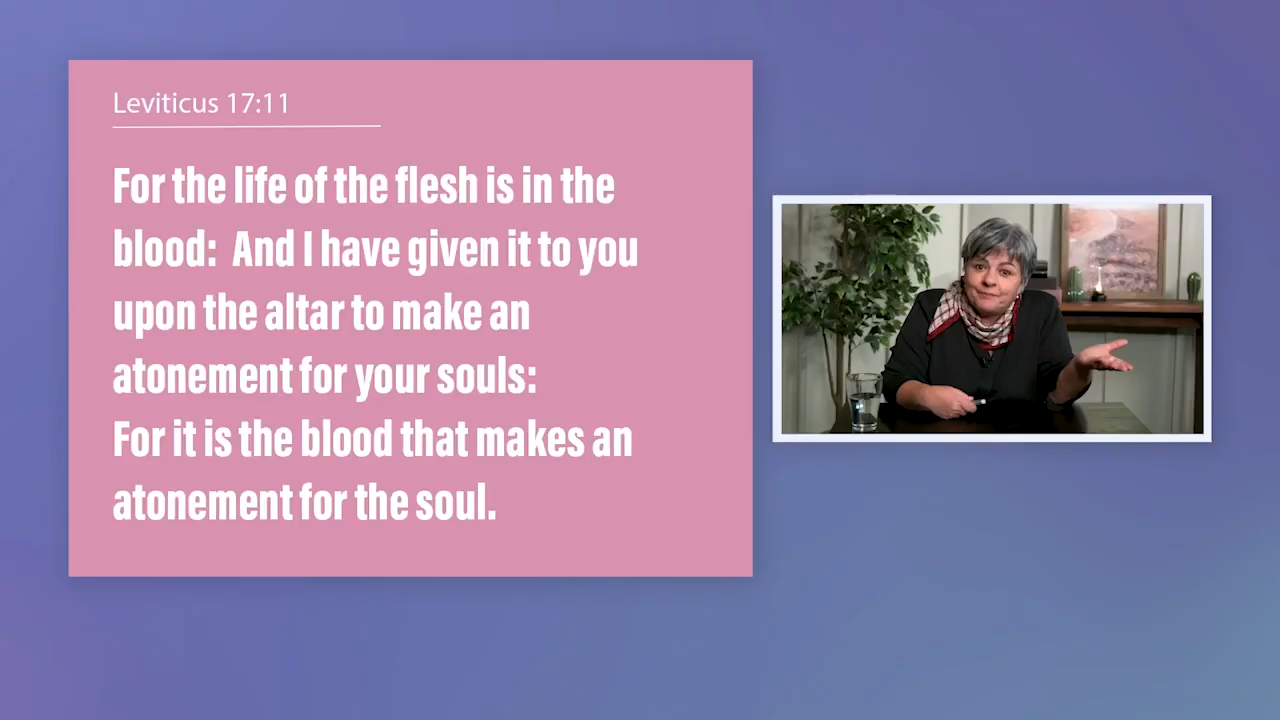 Leviticus 17:11
For the life of the flesh is in the
blood:  And I have given it to you
upon the altar to make an
atonement for your souls:
For it is the blood that makes an
atonement for the soul.